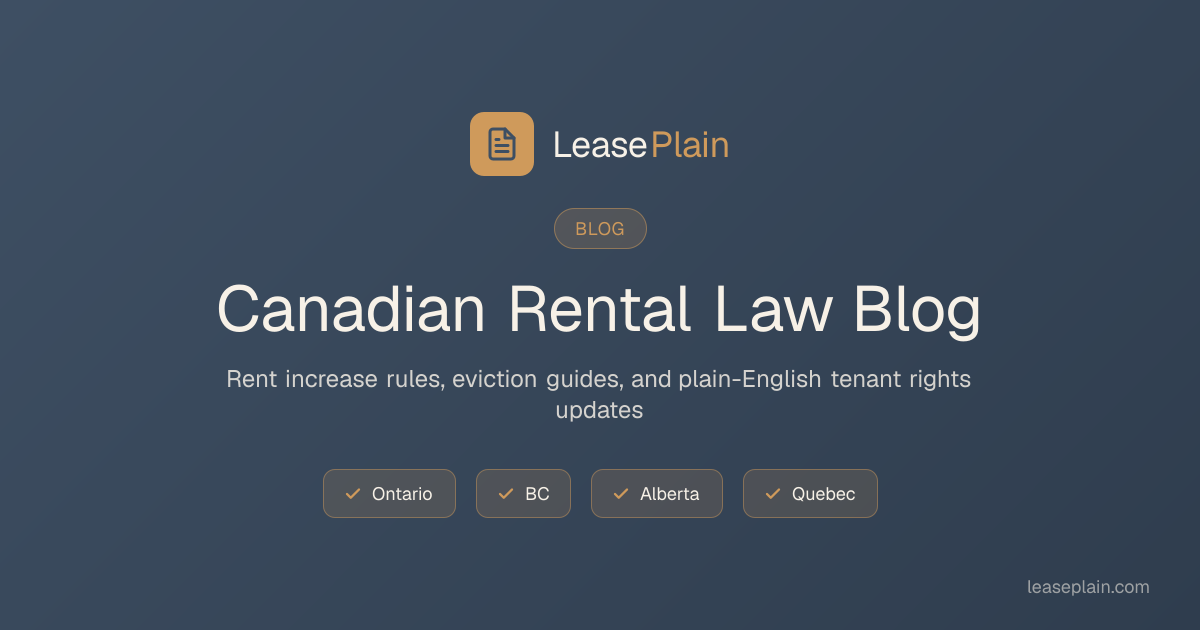 LeasePlain
BLOG
Canadian Rental Law Blog
Rent increase rules, eviction guides, and plain-English tenant rights
updates
Ontario
BC
Alberta
Quebec
leaseplain.com